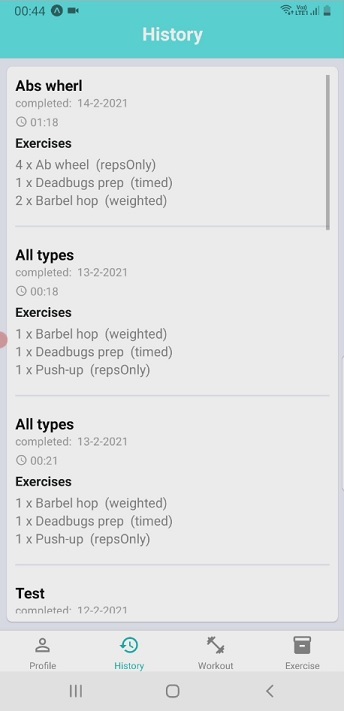 00:44
Voo) LTE1
History
Abs wherl
completed: 14-2-2021
01:18
Exercises
4 x Ab wheel (repsOnly)
1 x Deadbugs prep (timed)
2 x Barbel hop (weighted)
All types
completed: 13-2-2021
00:18
Exercises
1 x Barbel hop (weighted)
1 x Deadbugs prep (timed)
1 x Push-up (repsOnly)
All types
completed: 13-2-2021
00:21
Exercises
1 x Barbel hop (weighted)
1 x Deadbugs prep (timed)
1 x Push-up (repsOnly)
Test
completed: 12-2-2021
Profile History Workout Exercise